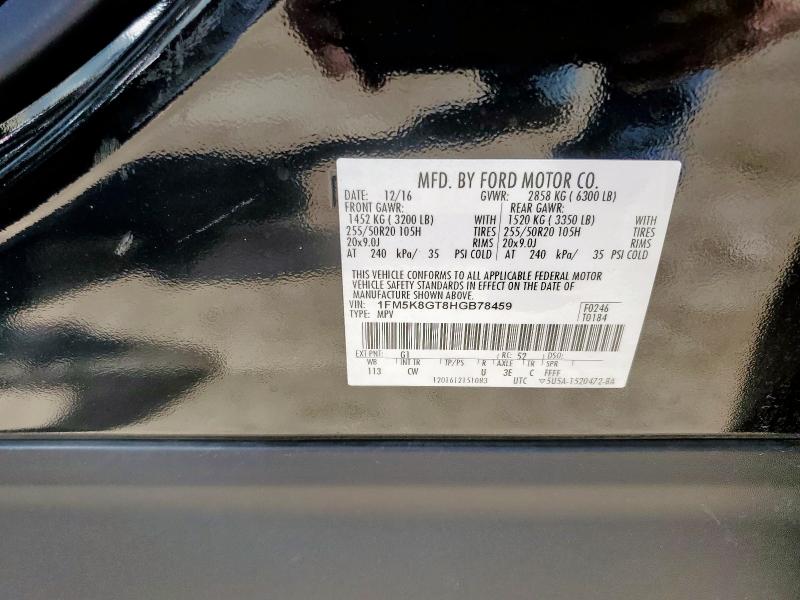 MFD. BY FORD MOTOR CO.
DATE: 12/16 GVWR: 2858 KG ( 6300 LB)
FRONT GAWR: REAR GAWR:
1452 KG ( 3200 LB) WITH 1520 KG ( 3350 LB) WITH
255/50R20 105H TIRES 255/50R20 105H TIRES
20x9.0J RIMS 20x9.0J RIMS
AT 240 kPa/ 35 PSI COLD AT 240 kPa/ 35 PSI COLD
THIS VEHICLE CONFORMS TO ALL APPLICABLE FEDERAL MOTOR
VEHICLE SAFETY STANDARDS IN EFFECT ON THE DATE OF
MANUFACTURE SHOWN ABOVE.
VIN: 1FM5K8GT8HGB78459 F0246
TYPE: MPV T0184
EXT PNT: G1 RC: 52 DSO:
WB INT TR TP/PS R AXLE TR SPR
113 CW U 3E C FFFF
1201612151083 UTC ▽5U5A-1520472-BA